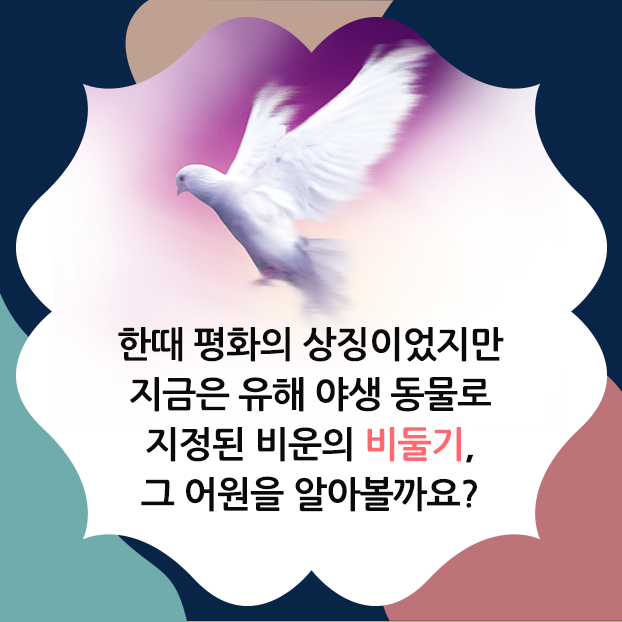 한때 평화의 상징이었지만
지금은 유해 야생 동물로
지정된 비운의 비둘기,
그 어원을 알아볼까요?